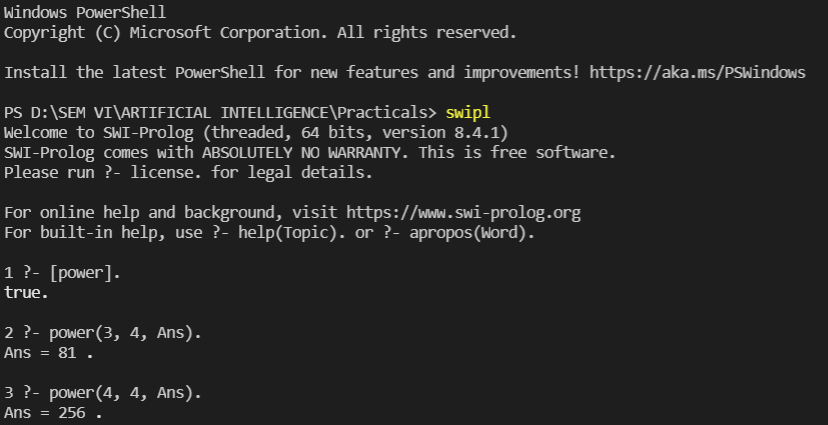 Windows PowerShell
Copyright (C) Microsoft Corporation. All rights reserved.
Install the latest PowerShell for new features and improvements! https://aka.ms/PSWindows
PS D:\SEM VI\ARTIFICIAL INTELLIGENCE\Practicals> swipl
Welcome to SWI-Prolog (threaded, 64 bits, version 8.4.1)
SWI-Prolog comes with ABSOLUTELY NO WARRANTY. This is free software.
Please run ?- license. for legal details.
For online help and background, visit https://www.swi-prolog.org
For built-in help, use ?- help(Topic). or ?- apropos(Word).
1 ?- [power].
true.
2 ?- power(3, 4, Ans).
Ans = 81 .
3 ?- power(4, 4, Ans).
Ans = 256 .